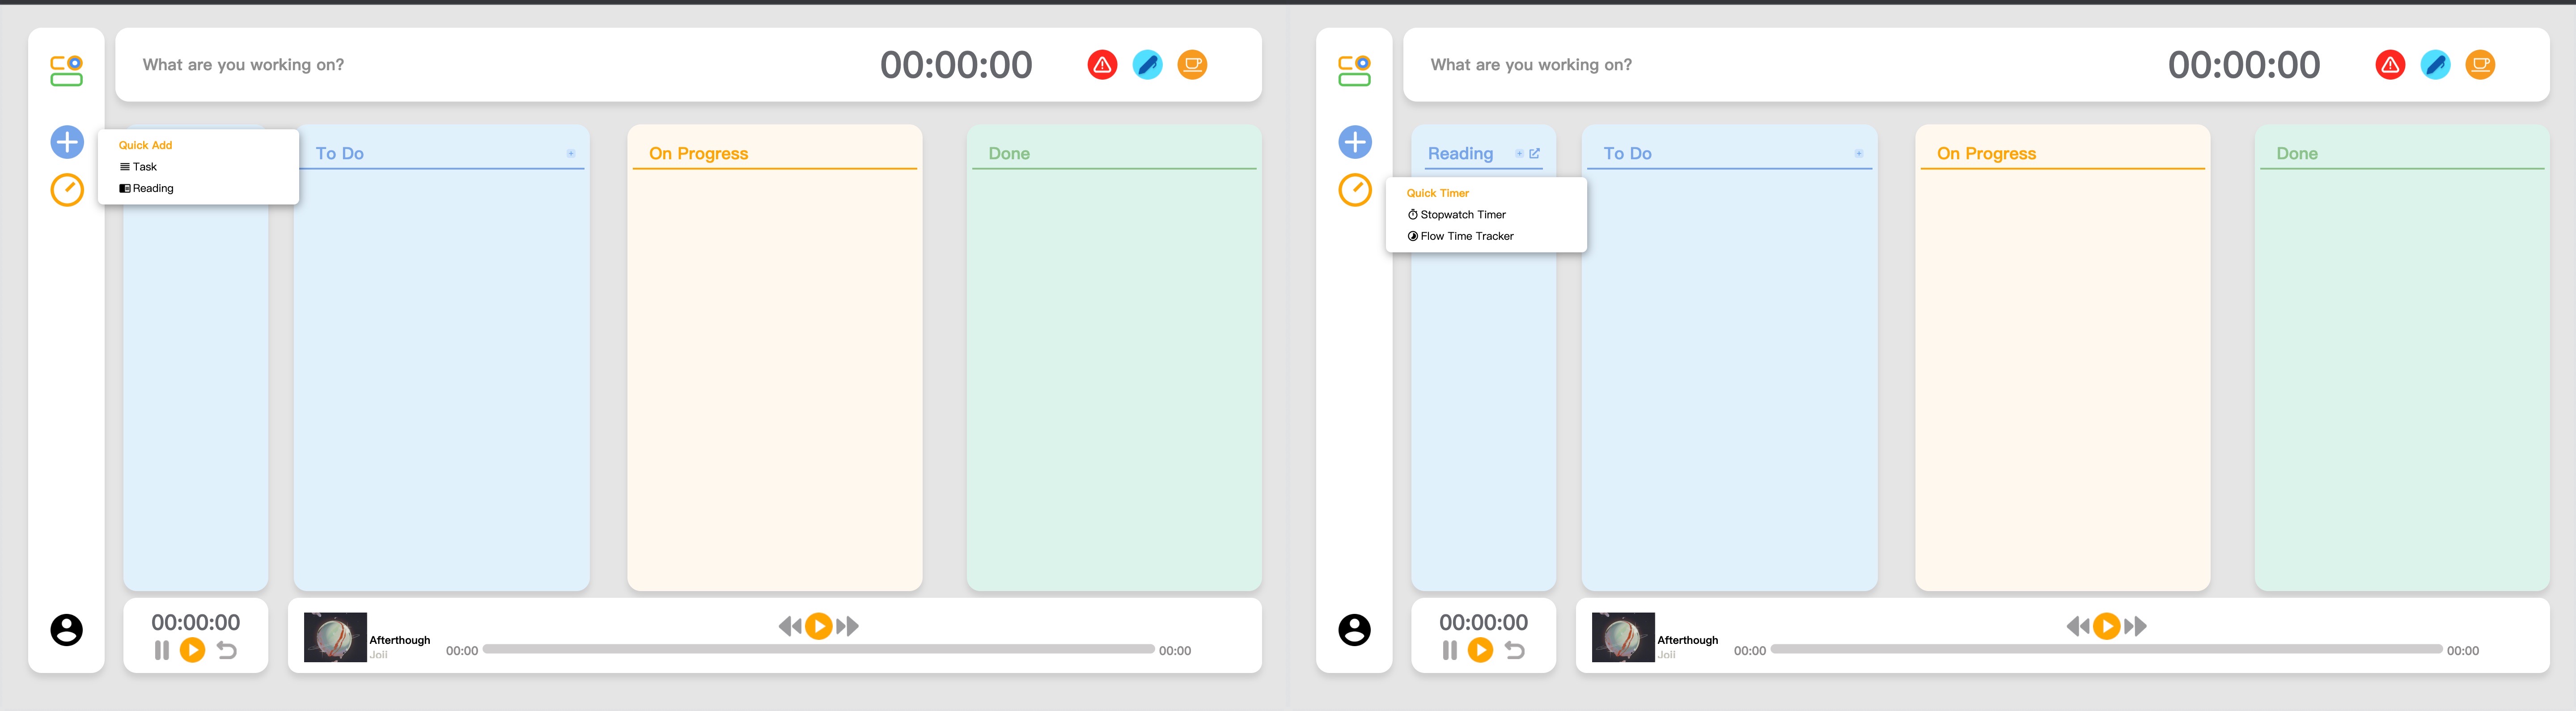 What are you working on?
00:00:00
Quick Add
Task
Reading
To Do
On Progress
Done
00:00:00
Afterthough
Joii
00:00
00:00
What are you working on?
00:00:00
Reading
To Do
On Progress
Done
Quick Timer
Stopwatch Timer
Flow Time Tracker
00:00:00
Afterthough
Joii
00:00
00:00